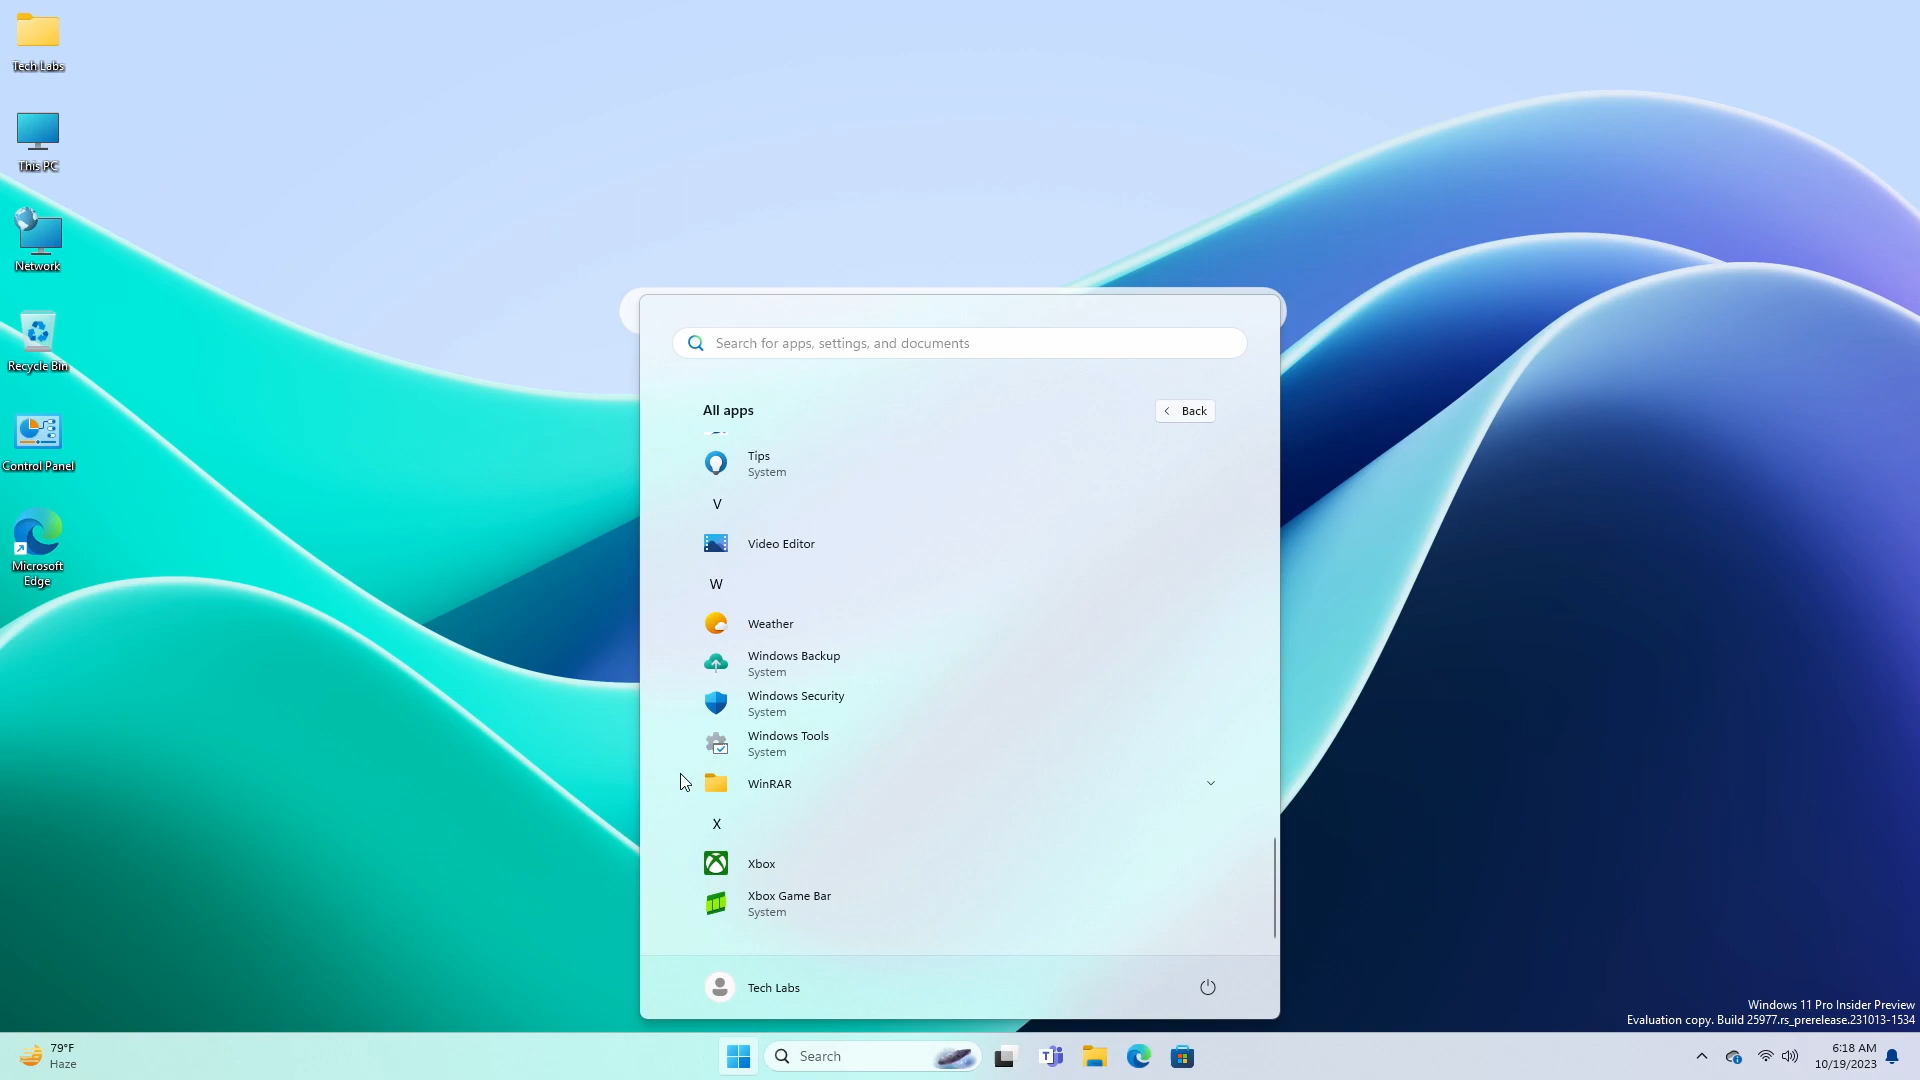 Tech Labs
This PC
Network
Recycle Bin
Control Panel
Microsoft
Edge
Search for apps, settings, and documents
All apps
Back
Tips
System
V
Video Editor
W
Weather
Windows Backup
System
Windows Security
System
Windows Tools
System
WinRAR
X
Xbox
Xbox Game Bar
System
Tech Labs
Windows 11 Pro Insider Preview
Evaluation copy. Build 25977.rs_prerelease.231013-1534
79°F
Haze
Search
6:18 AM
10/19/2023